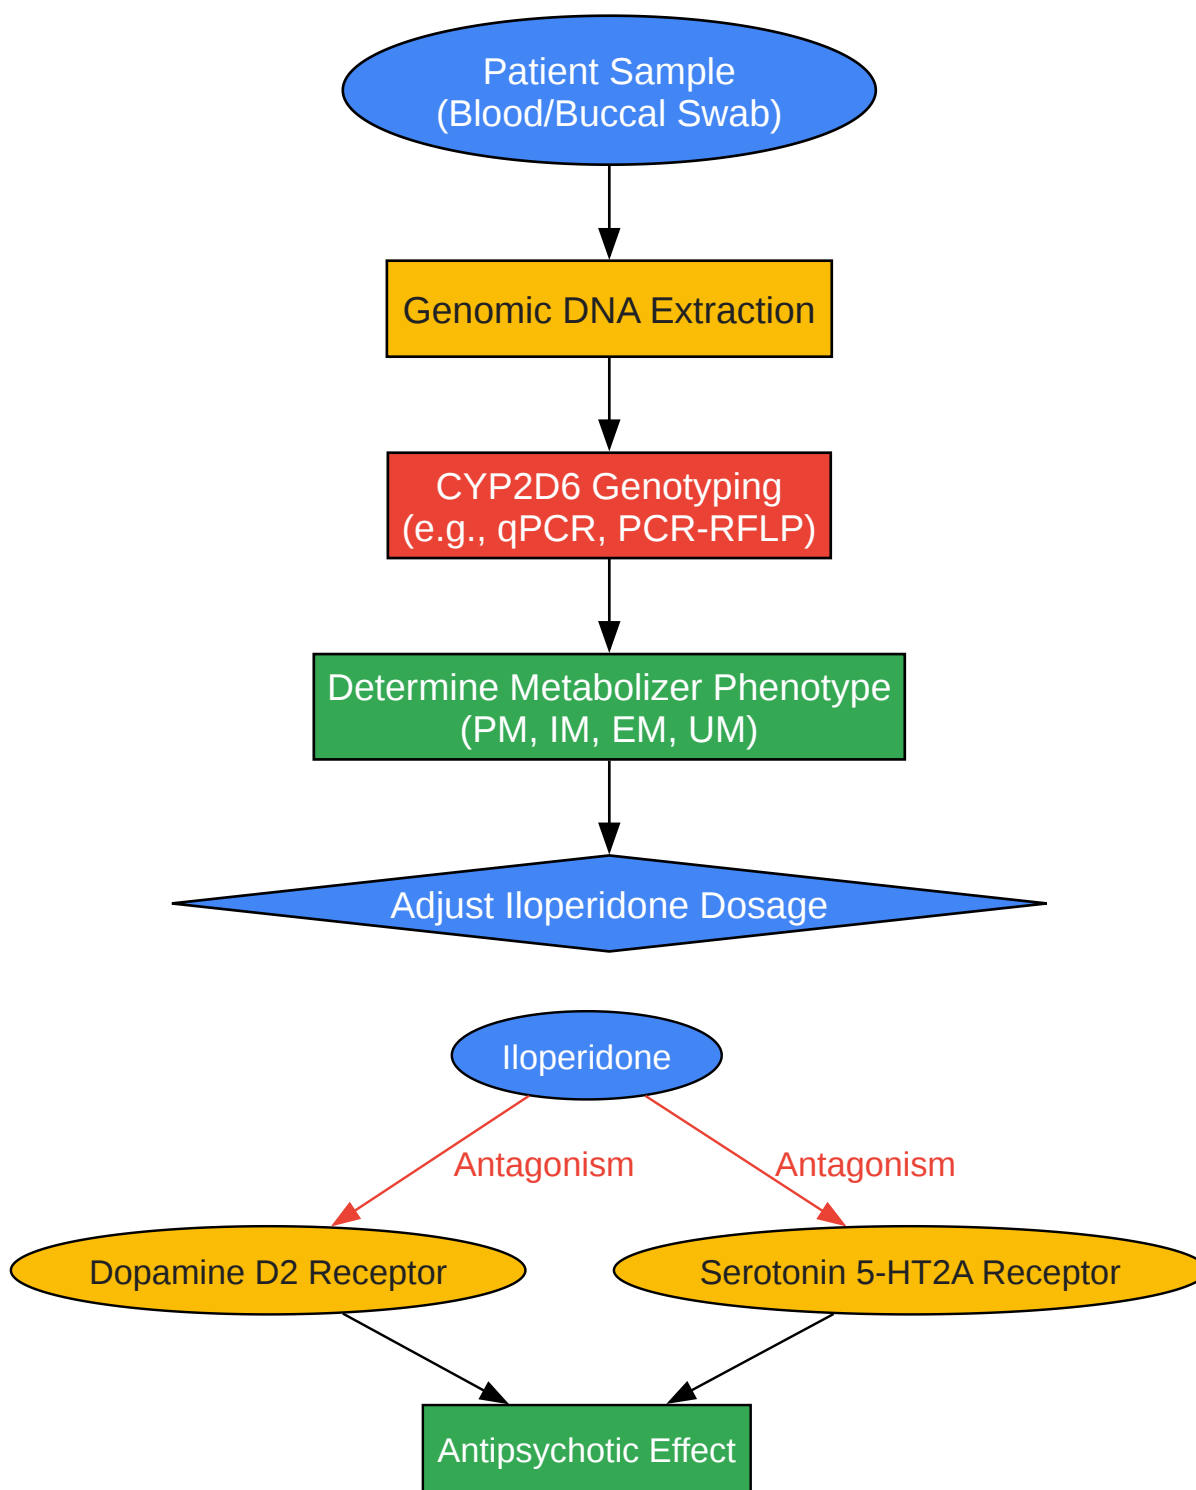 Patient Sample
(Blood/Buccal Swab)
Genomic DNA Extraction
CYP2D6 Genotyping
(e.g., qPCR, PCR-RFLP)
Determine Metabolizer Phenotype
(PM, IM, EM, UM)
Adjust Iloperidone Dosage
Iloperidone
Antagonism
Antagonism
Dopamine D2 Receptor
Serotonin 5-HT2A Receptor
Antipsychotic Effect